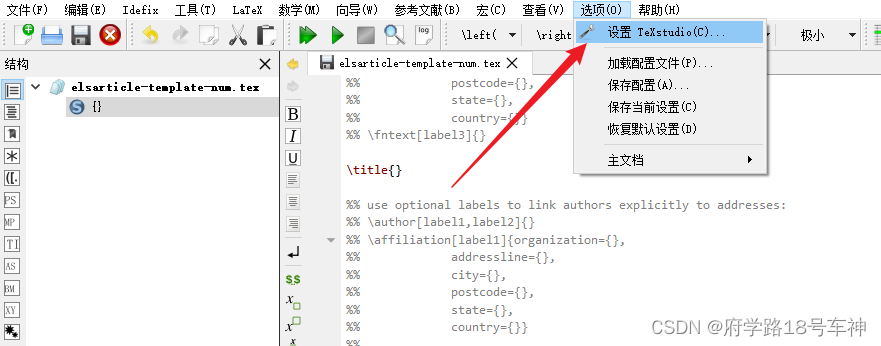 文件(F) 编辑(E) Idefix 工具(T) LaTeX 数学(M) 向导(W) 参考文献(B) 宏(C) 查看(V) 选项(O) 帮助(H)
\left( \right 极小
设置 TeXstudio(C)...
加载配置文件(P)...
保存配置(A)...
保存当前设置(C)
恢复默认设置(D)
主文档
结构
elsarticle-template-num.tex
{}
elsarticle-template-num.tex
%% postcode={},
%% state={},
%% country={}}
%% \fntext[label3]{}
\title{}
%% use optional labels to link authors explicitly to addresses:
%% \author[label1,label2]{}
%% \affiliation[label1]{organization={},
%% addressline={},
%% city={},
%% postcode={},
%% state={},
%% country={}}
%%
log
B
I
U
$$
x
x
x
([.
PS
MP
TI
AS
BM
XY
CSDN @府学路18号车神